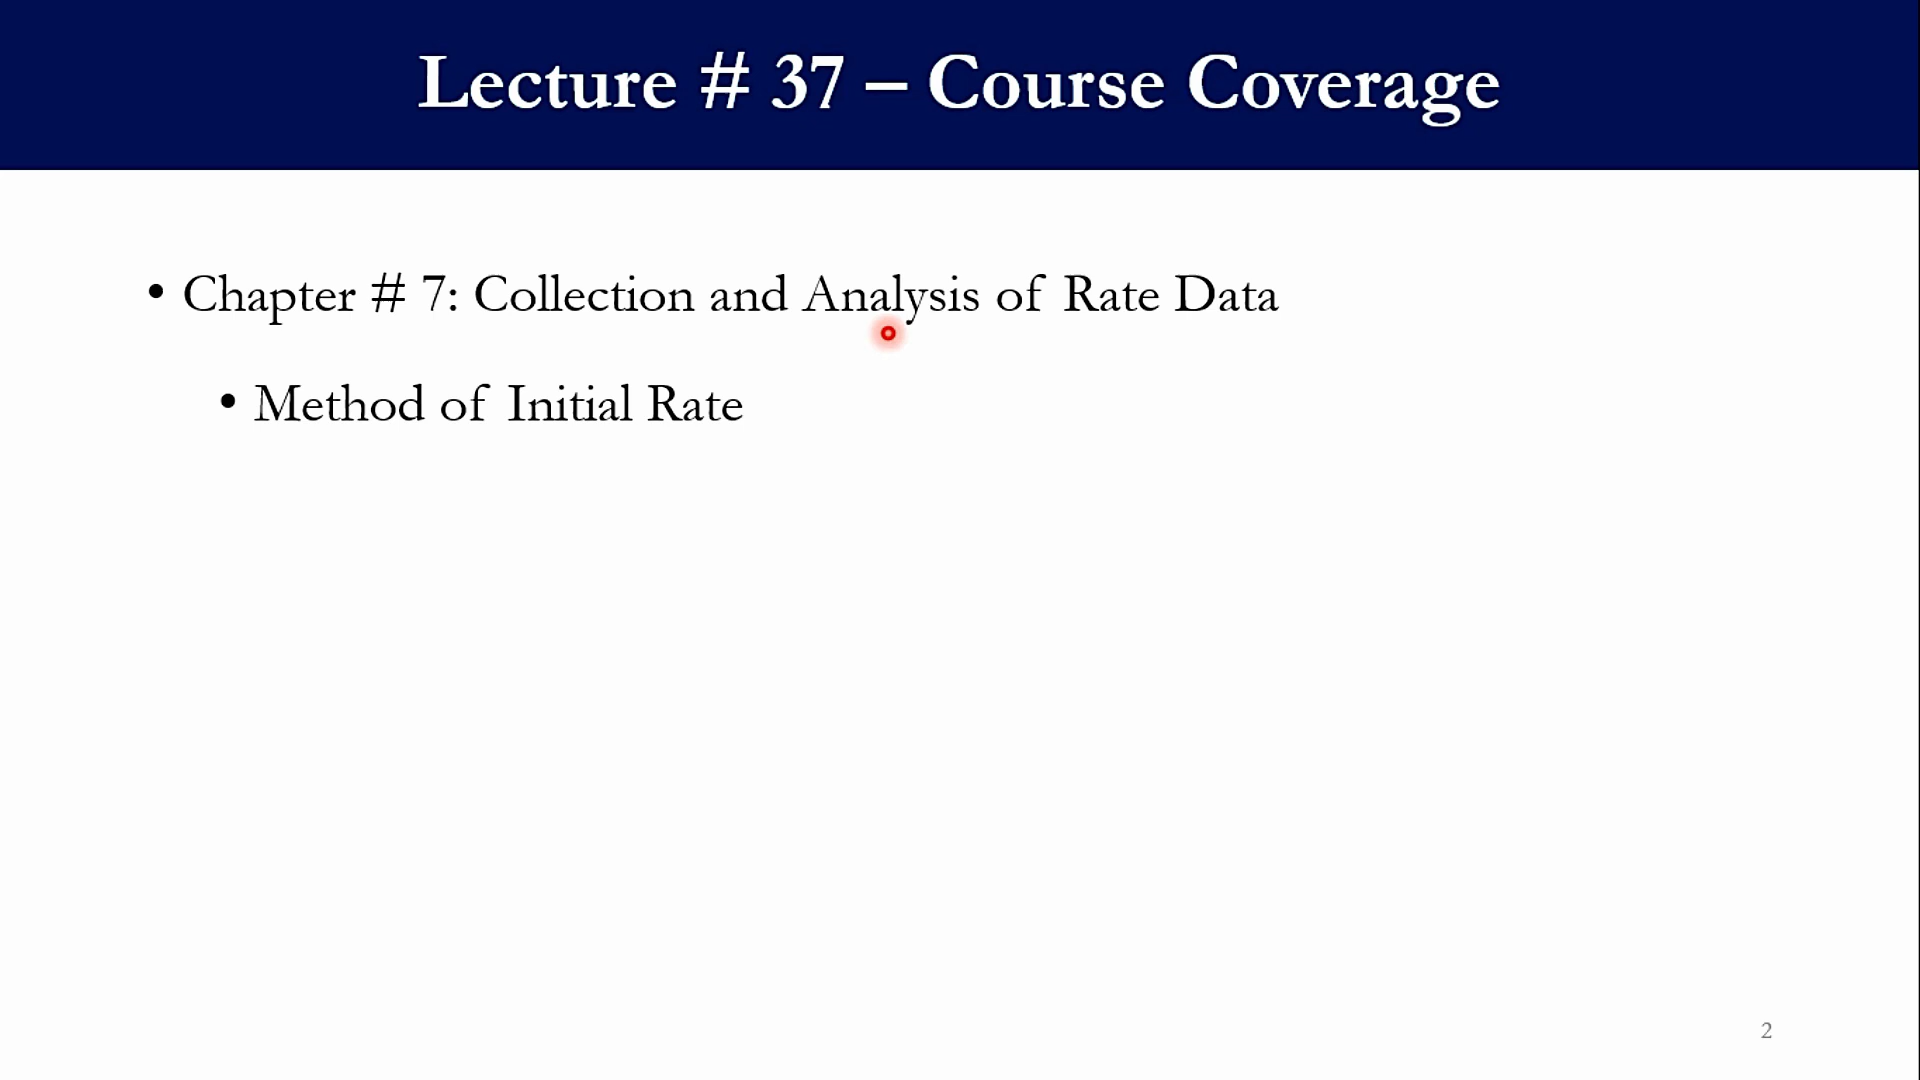 Lecture # 37 – Course Coverage
• Chapter # 7: Collection and Analysis of Rate Data
• Method of Initial Rate
2